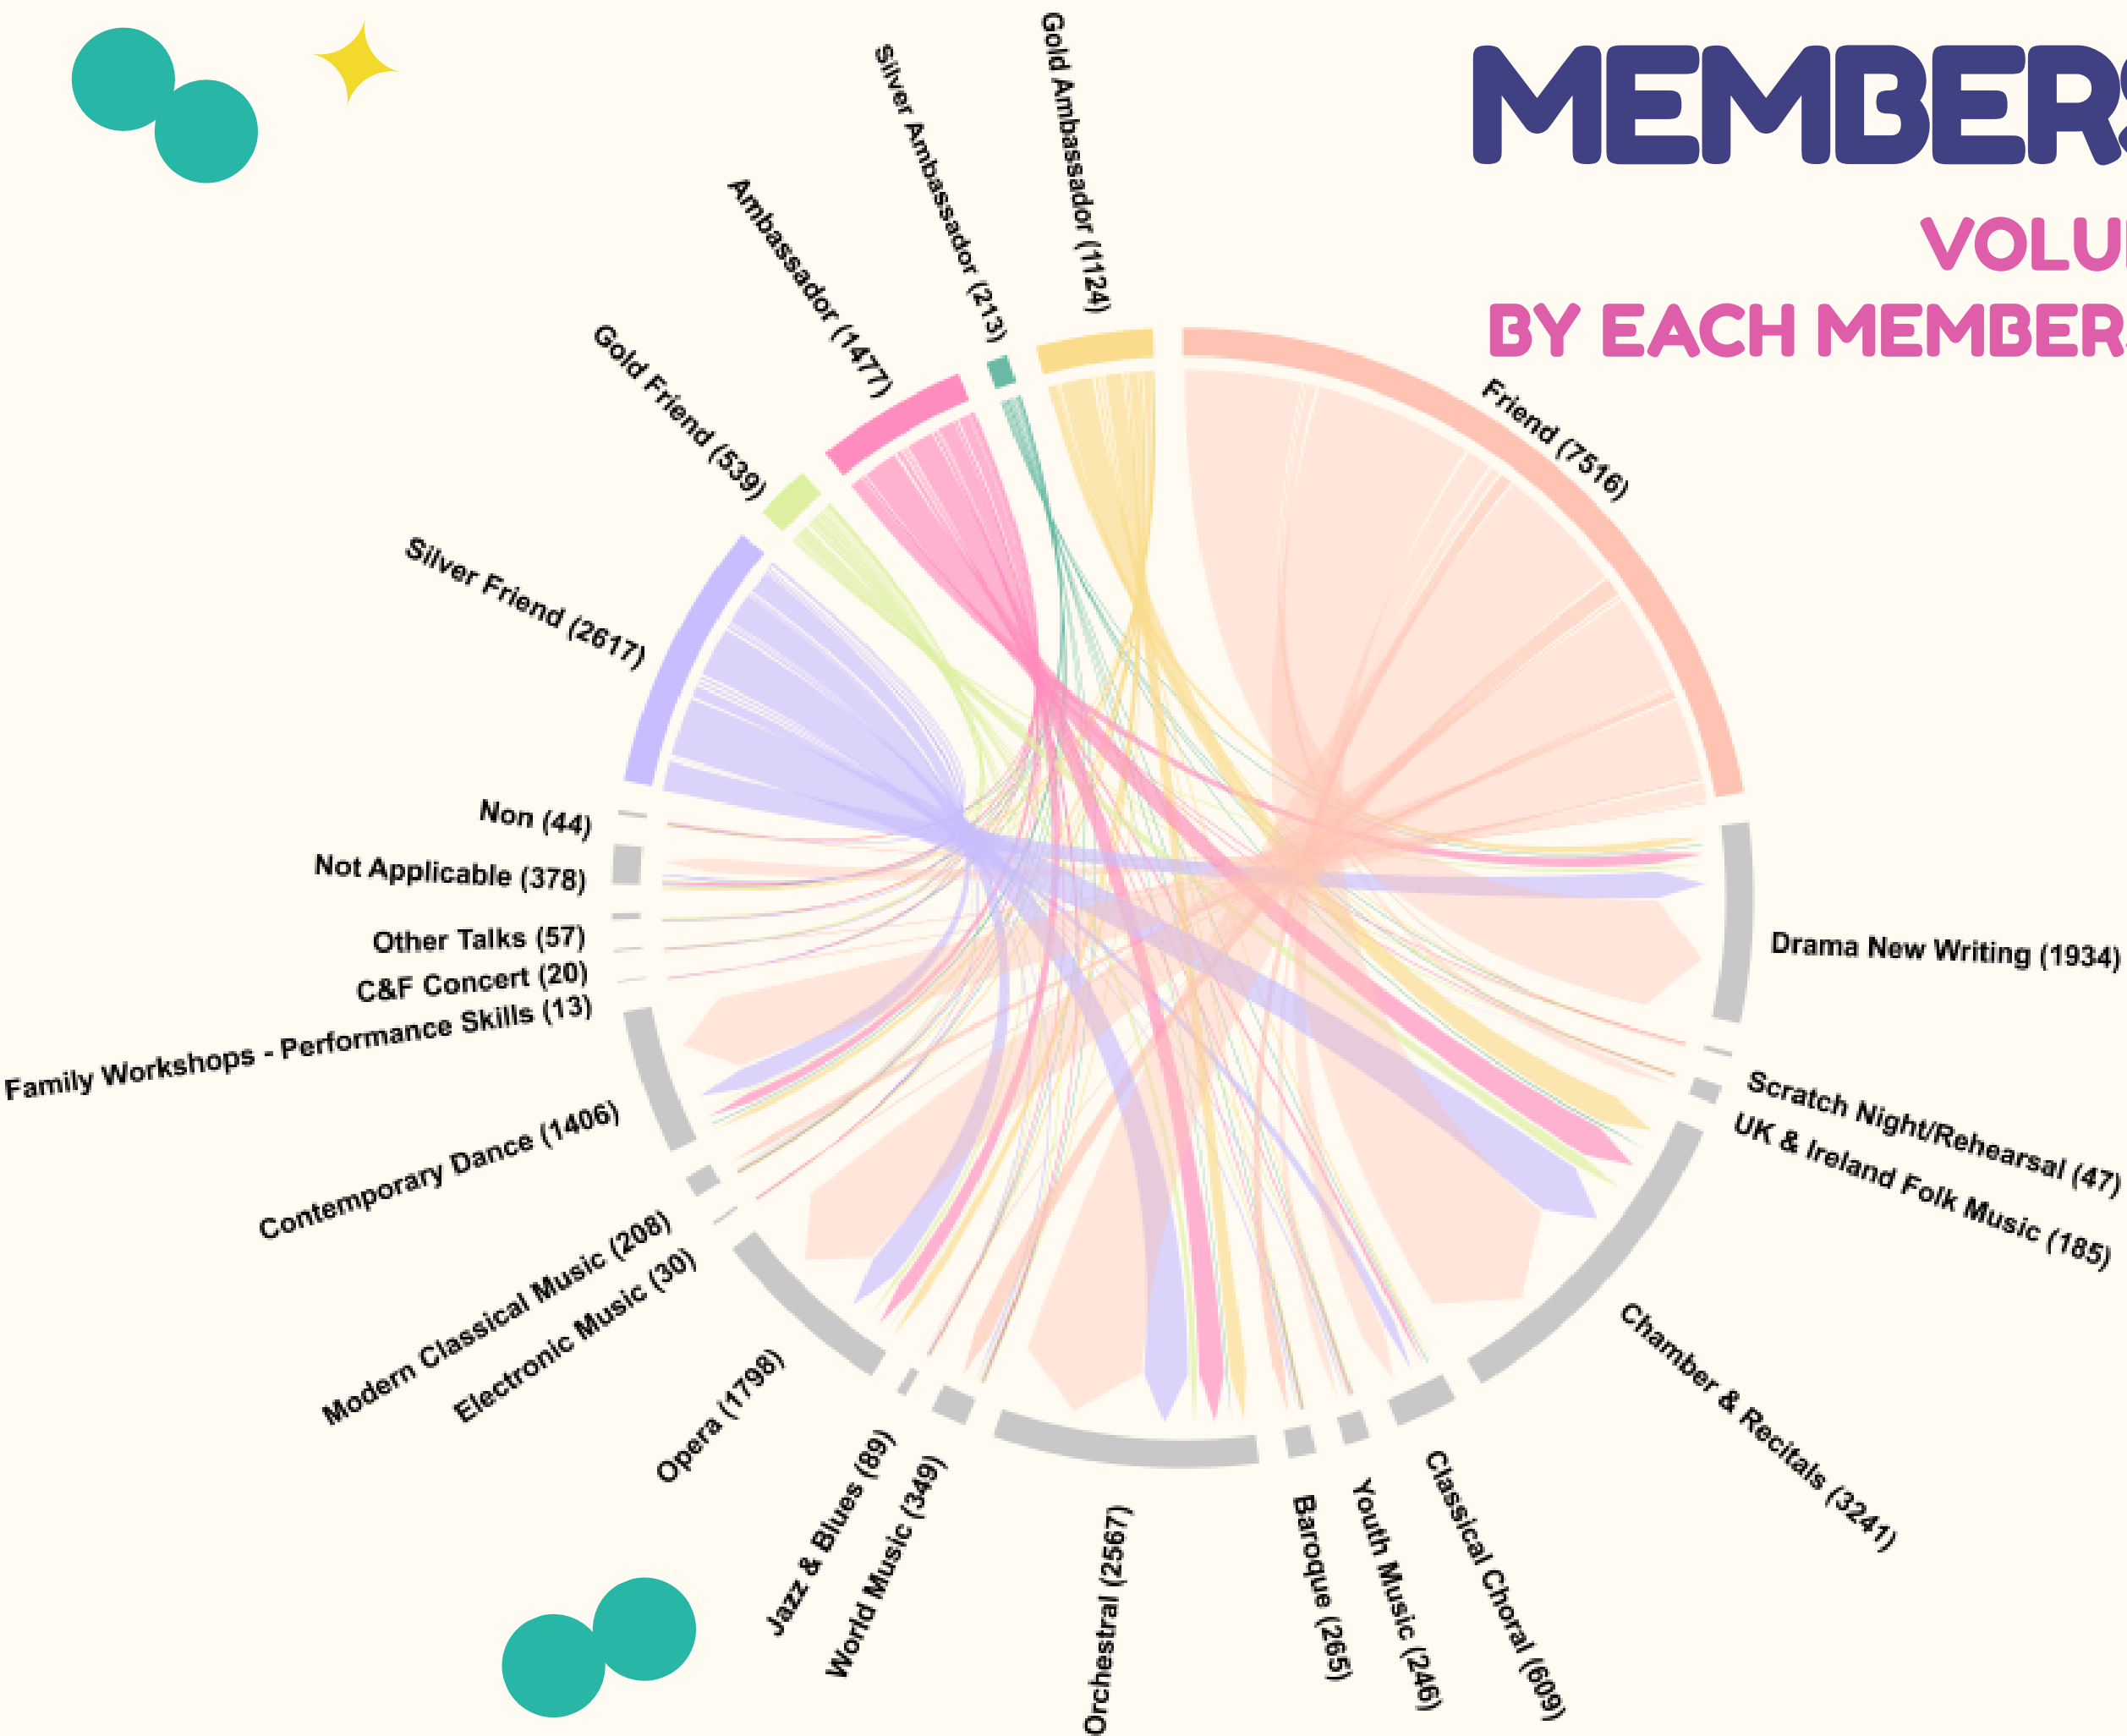 MEMBERS
VOLU
BY EACH MEMBERS
Gold Ambassador (1124)
Silver Ambassador (213)
Ambassador (1477)
Gold Friend (539)
Silver Friend (2617)
Friend (7516)
Non (44)
Not Applicable (378)
Other Talks (57)
C&F Concert (20)
Family Workshops - Performance Skills (13)
Contemporary Dance (1406)
Modern Classical Music (208)
Electronic Music (30)
Opera (1798)
Jazz & Blues (89)
World Music (349)
Orchestral (2567)
Baroque (265)
Youth Music (246)
Classical Choral (609)
Chamber & Recitals (3241)
UK & Ireland Folk Music (185)
Scratch Night/Rehearsal (47)
Drama New Writing (1934)